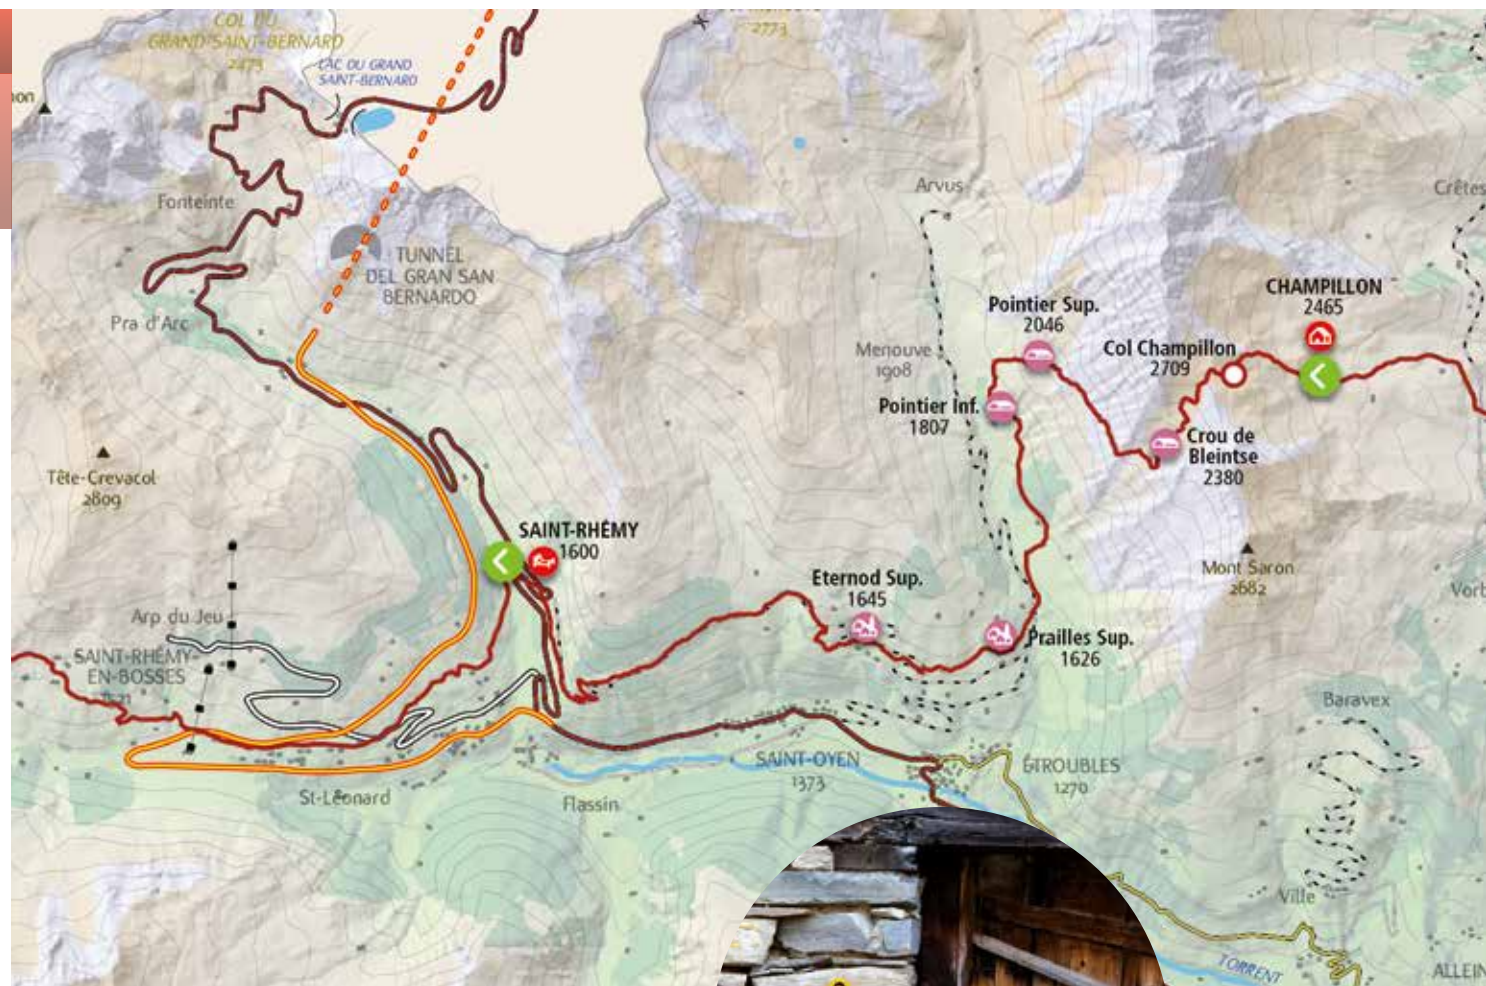 COL DU
GRAND-SAINT-BERNARD
2473
LAC DU GRAND
SAINT-BERNARD
2773
Arvus
Crêtes
Fonteinte
TUNNEL
DEL GRAN SAN
BERNARDO
Pra d'Arc
CHAMPILLON
2465
Pointier Sup.
2046
Menouve
1908
Col Champillon
2709
Pointier Inf.
1807
Crou de
Bleintse
2380
Tête-Crevacol
2809
SAINT-RHÉMY
1600
Mont Saron
2682
Eternod Sup.
1645
Arp du Jeu
Prailles Sup.
1626
SAINT-RHÉMY-
EN-BOSSES
Baravex
SAINT-OYEN
1373
ÉTROUBLES
1270
St-Léonard
Flassin
Ville
TORRENT
ALLEIN